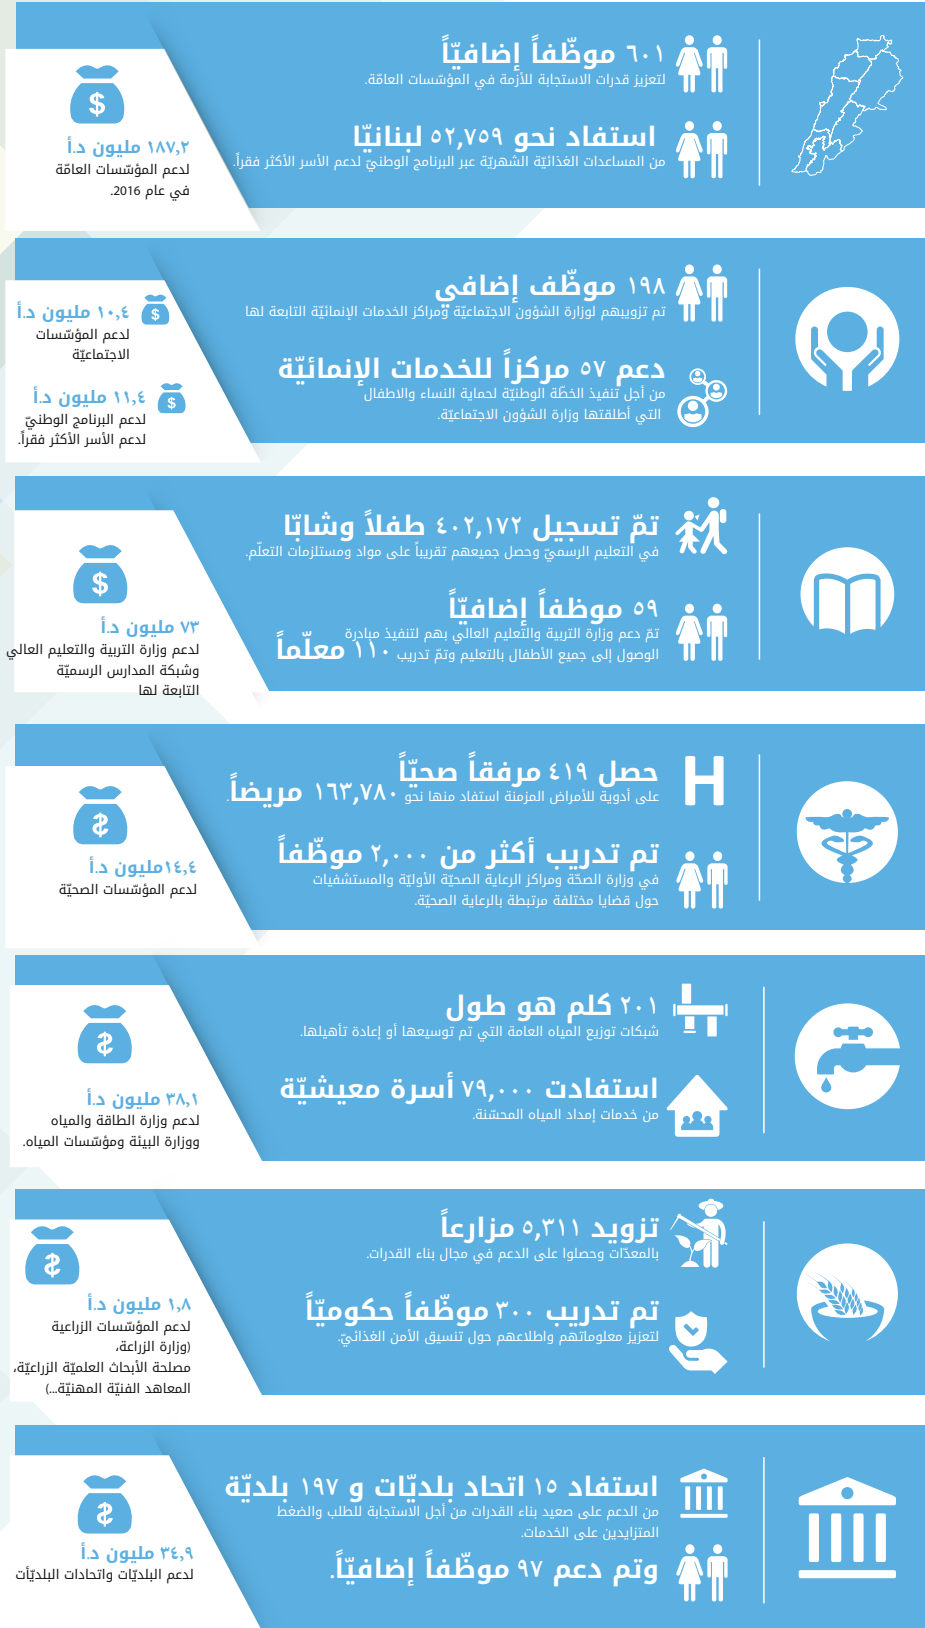 ٦٠١ موظّفاً إضافيّاً
لتعزيز قدرات الاستجابة للأزمة في المؤسّسات العامّة.
استفاد نحو ٥٢,٧٥٩ لبنانيّا
من المساعدات الغذائيّة الشهريّة عبر البرنامج الوطنيّ لدعم الأسر الأكثر فقراً.
$
١٨٧,٢ مليون د.أ
لدعم المؤسّسات العامّة
في عام 2016.
١٩٨ موظّف إضافي
تم تزويبهم لوزارة الشؤون الاجتماعيّة ومراكز الخدمات الإنمائيّة التابعة لها
دعم ٥٧ مركزاً للخدمات الإنمائيّة
من أجل تنفيذ الخطّة الوطنيّة لحماية النساء والاطفال
التي أطلقتها وزارة الشؤون الاجتماعيّة.
$
١٠,٤ مليون د.أ
لدعم المؤسّسات
الاجتماعيّة
$
١١,٤ مليون د.أ
لدعم البرنامج الوطنيّ
لدعم الأسر الأكثر فقراً.
تمّ تسجيل ٤٠٢,١٧٢ طفلاً وشابّا
في التعليم الرسميّ وحصل جميعهم تقريباً على مواد ومستلزمات التعلّم.
٥٩ موظفاً إضافيّاً
تمّ دعم وزارة التربية والتعليم العالي بهم لتنفيذ مبادرة
الوصول إلى جميع الأطفال بالتعليم وتمّ تدريب ١١٠ معلّماً
$
٧٣ مليون د.أ
لدعم وزارة التربية والتعليم العالي
وشبكة المدارس الرسميّة
التابعة لها
H
حصل ٤١٩ مرفقاً صحيّاً
على أدوية للأمراض المزمنة استفاد منها نحو ١٦٣,٧٨٠ مريضاً.
تم تدريب أكثر من ٢,٠٠٠ موظّفاً
في وزارة الصحّة ومراكز الرعاية الصحيّة الأوليّة والمستشفيات
حول قضايا مختلفة مرتبطة بالرعاية الصحيّة.
$
١٤,٤مليون د.أ
لدعم المؤسّسات الصحيّة
٢٠١ كلم هو طول
شبكات توزيع المياه العامة التي تم توسيعها أو إعادة تأهيلها.
استفادت ٧٩,٠٠٠ أسرة معيشيّة
من خدمات إمداد المياه المحسّنة.
$
٣٨,١ مليون د.أ
لدعم وزارة الطاقة والمياه
ووزارة البيئة ومؤسّسات المياه.
تزويد ٥,٣١١ مزارعاً
بالمعدّات وحصلوا على الدعم في مجال بناء القدرات.
تم تدريب ٣٠٠ موظّفاً حكوميّاً
لتعزيز معلوماتهم واطلاعهم حول تنسيق الأمن الغذائيّ.
$
١,٨ مليون د.أ
لدعم المؤسّسات الزراعية
(وزارة الزراعة،
مصلحة الأبحاث العلميّة الزراعيّة،
المعاهد الفنيّة المهنيّة...)
استفاد ١٥ اتحاد بلديّات و ١٩٧ بلديّة
من الدعم على صعيد بناء القدرات من أجل الاستجابة للطلب والضغط
المتزايدين على الخدمات.
وتم دعم ٩٧ موظّفاً إضافيّاً.
$
٣٤,٩ مليون د.أ
لدعم البلديّات واتحادات البلديّأت